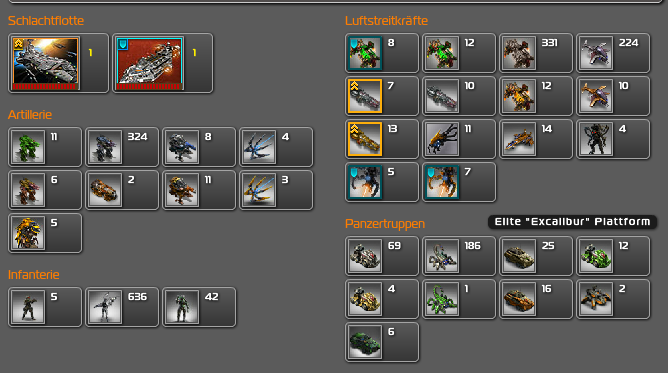 Schlachtflotte
1 1
Artillerie
11 324 8 4
6 2 11 3
5
Infanterie
5 636 42
Luftstreitkräfte
8 12 331 224
7 10 12 10
13 11 14 4
5 7
Panzertruppen
Elite "Excalibur" Plattform
69 186 25 12
4 1 16 2
6